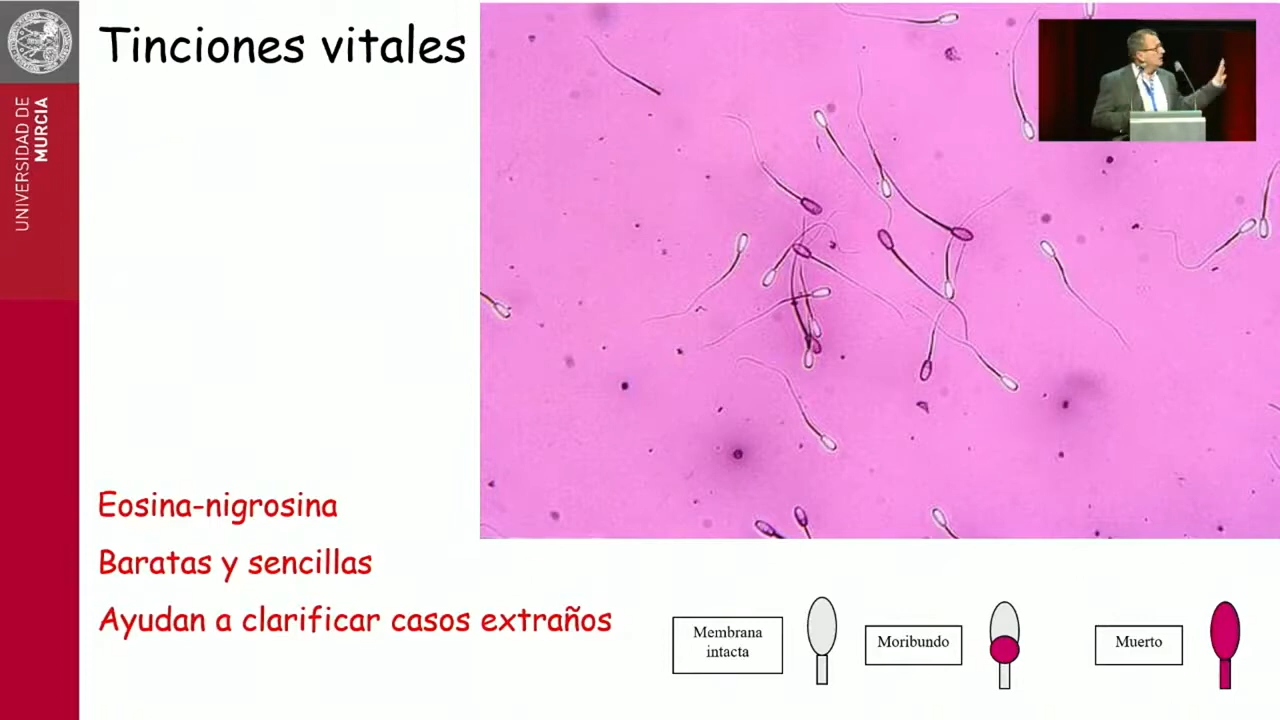 Tinciones vitales
UNIVERSIDAD DE
MURCIA
Eosina-nigrosina
Baratas y sencillas
Ayudan a clarificar casos extraños
Membrana
intacta
Moribundo
Muerto